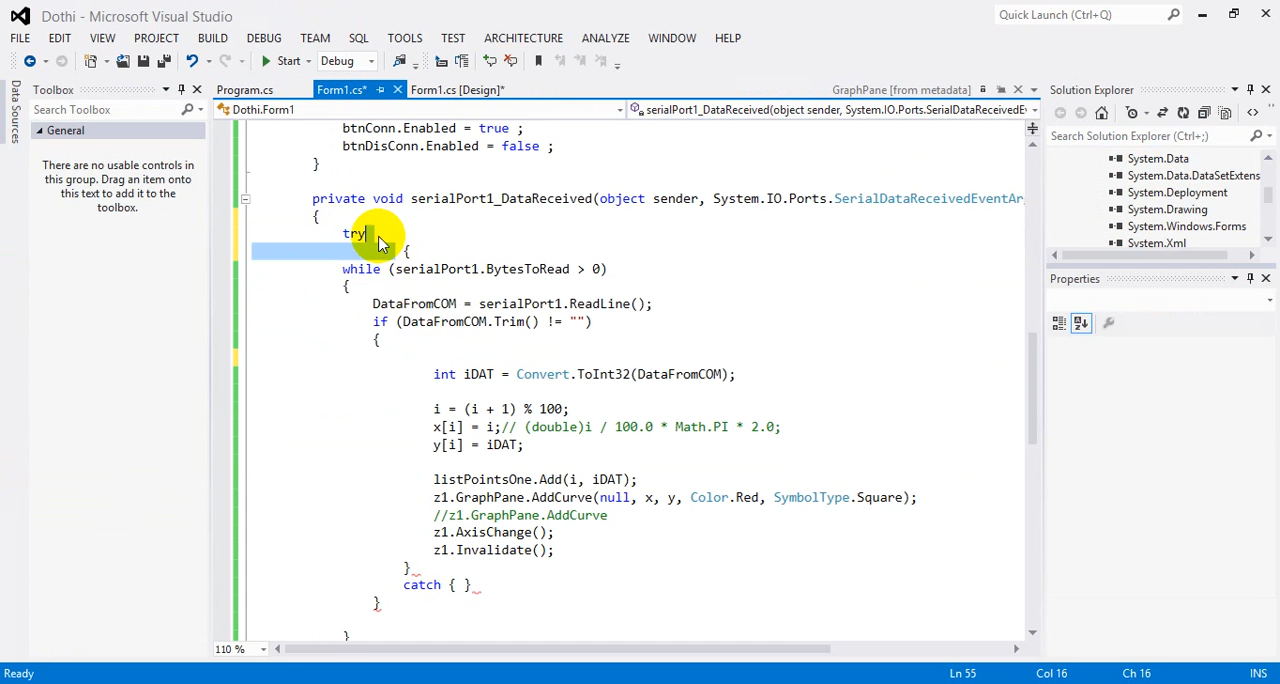 Dothi - Microsoft Visual Studio
Quick Launch (Ctrl+Q)
FILE EDIT VIEW PROJECT BUILD DEBUG TEAM SQL TOOLS TEST ARCHITECTURE ANALYZE WINDOW HELP
Start Debug
Data Sources
Toolbox
Search Toolbox
General
There are no usable controls in
this group. Drag an item onto
this text to add it to the
toolbox.
Program.cs Form1.cs* Form1.cs [Design]* GraphPane [from metadata]
Dothi.Form1 serialPort1_DataReceived(object sender, System.IO.Ports.SerialDataReceivedE
btnConn.Enabled = true ;
btnDisConn.Enabled = false ;
}
private void serialPort1_DataReceived(object sender, System.IO.Ports.SerialDataReceivedEventAr
{
try
{
while (serialPort1.BytesToRead > 0)
{
DataFromCOM = serialPort1.ReadLine();
if (DataFromCOM.Trim() != "")
{
int iDAT = Convert.ToInt32(DataFromCOM);
i = (i + 1) % 100;
x[i] = i;// (double)i / 100.0 * Math.PI * 2.0;
y[i] = iDAT;
listPointsOne.Add(i, iDAT);
z1.GraphPane.AddCurve(null, x, y, Color.Red, SymbolType.Square);
//z1.GraphPane.AddCurve
z1.AxisChange();
z1.Invalidate();
}
catch { }
}
}
110 %
Solution Explorer
Search Solution Explorer (Ctrl+;)
System.Data
System.Data.DataSetExtens
System.Deployment
System.Drawing
System.Windows.Forms
System.Xml
Properties
Ready Ln 55 Col 16 Ch 16 INS